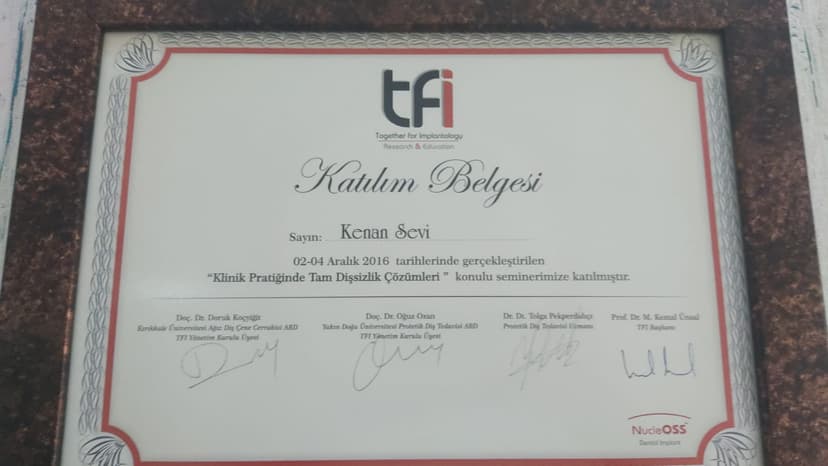 tfi
Together for Implantology
Research & Education
Katılım Belgesi
Sayın: Kenan Sevi
02-04 Aralık 2016 tarihlerinde gerçekleştirilen
"Klinik Pratiğinde Tam Dişsizlik Çözümleri " konulu seminerimize katılmıştır.
Doç. Dr. Doruk Koçyiğit
Kırıkkale Üniversitesi Ağız Diş Çene Cerrahisi ABD
TFI Yönetim Kurulu Üyesi
Doç. Dr. Oğuz Ozan
Yakın Doğu Üniversitesi Protetik Diş Tedavisi ABD
TFI Yönetim Kurulu Üyesi
Dr. Dt. Tolga Pekperdahçı
Protetik Diş Tedavisi Uzmanı
Prof. Dr. M. Kemal Ünsal
TFI Başkanı
NucleOSS
Dental Implant